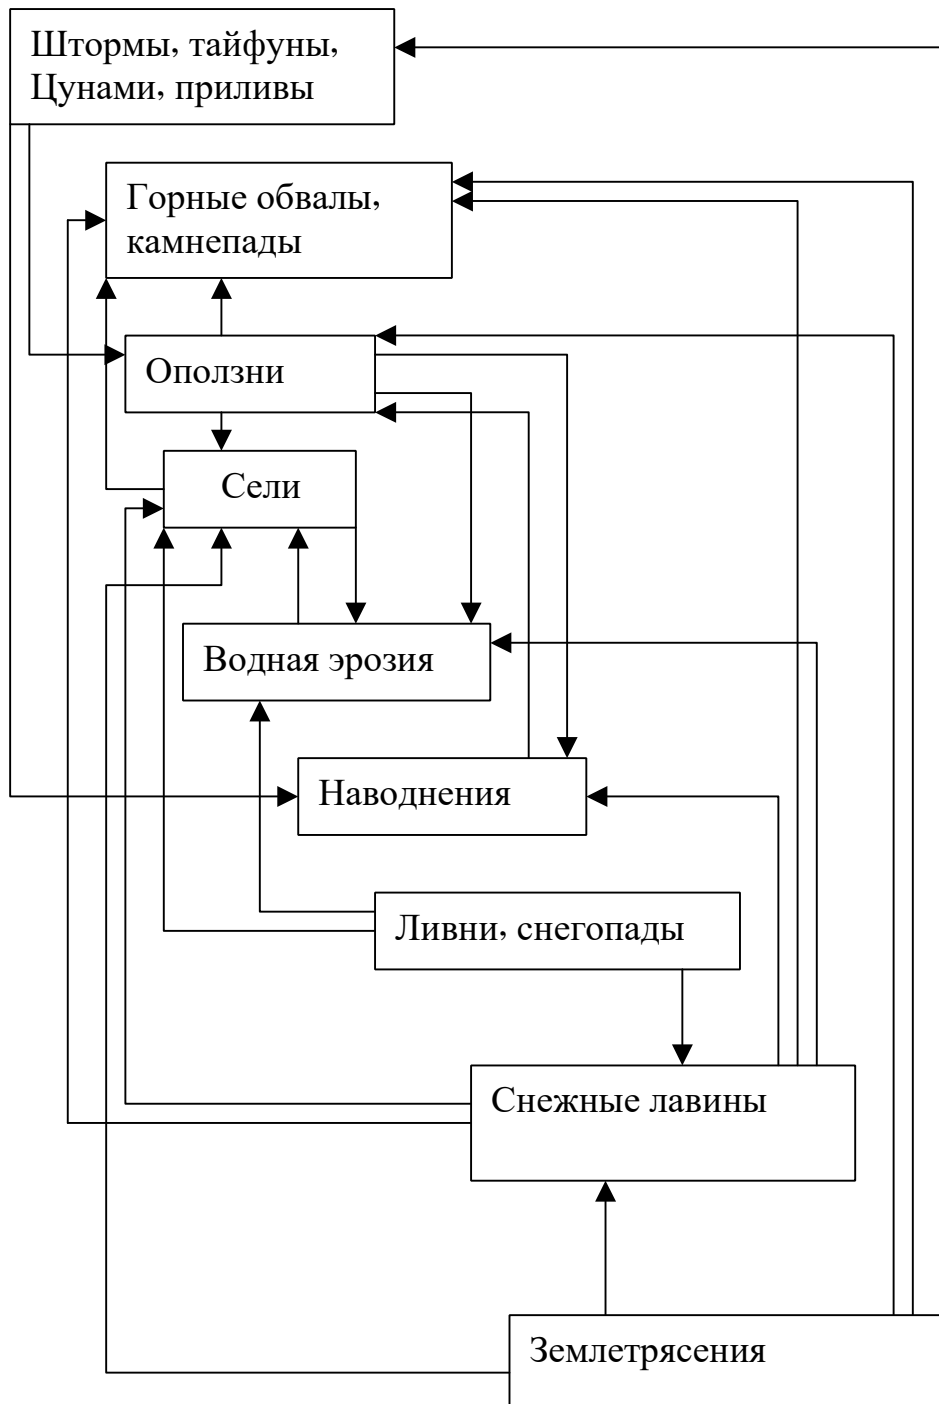 Штормы, тайфуны,
Цунами, приливы
Горные обвалы,
камнепады
Оползни
Сели
Водная эрозия
Наводнения
Ливни, снегопады
Снежные лавины
Землетрясения